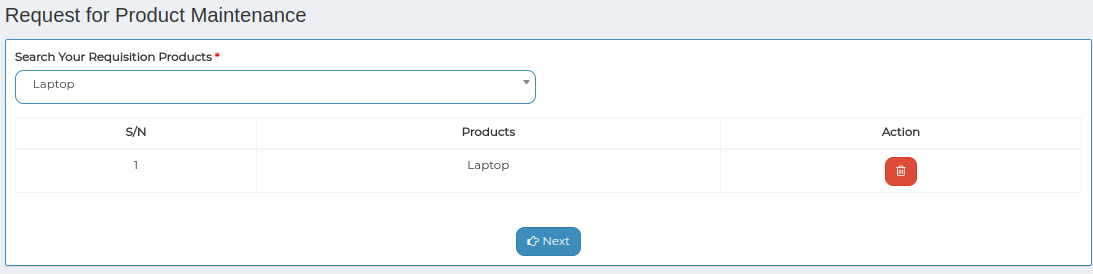 Request for Product Maintenance
Search Your Requisition Products *
Laptop
S/N Products Action
1 Laptop
Next